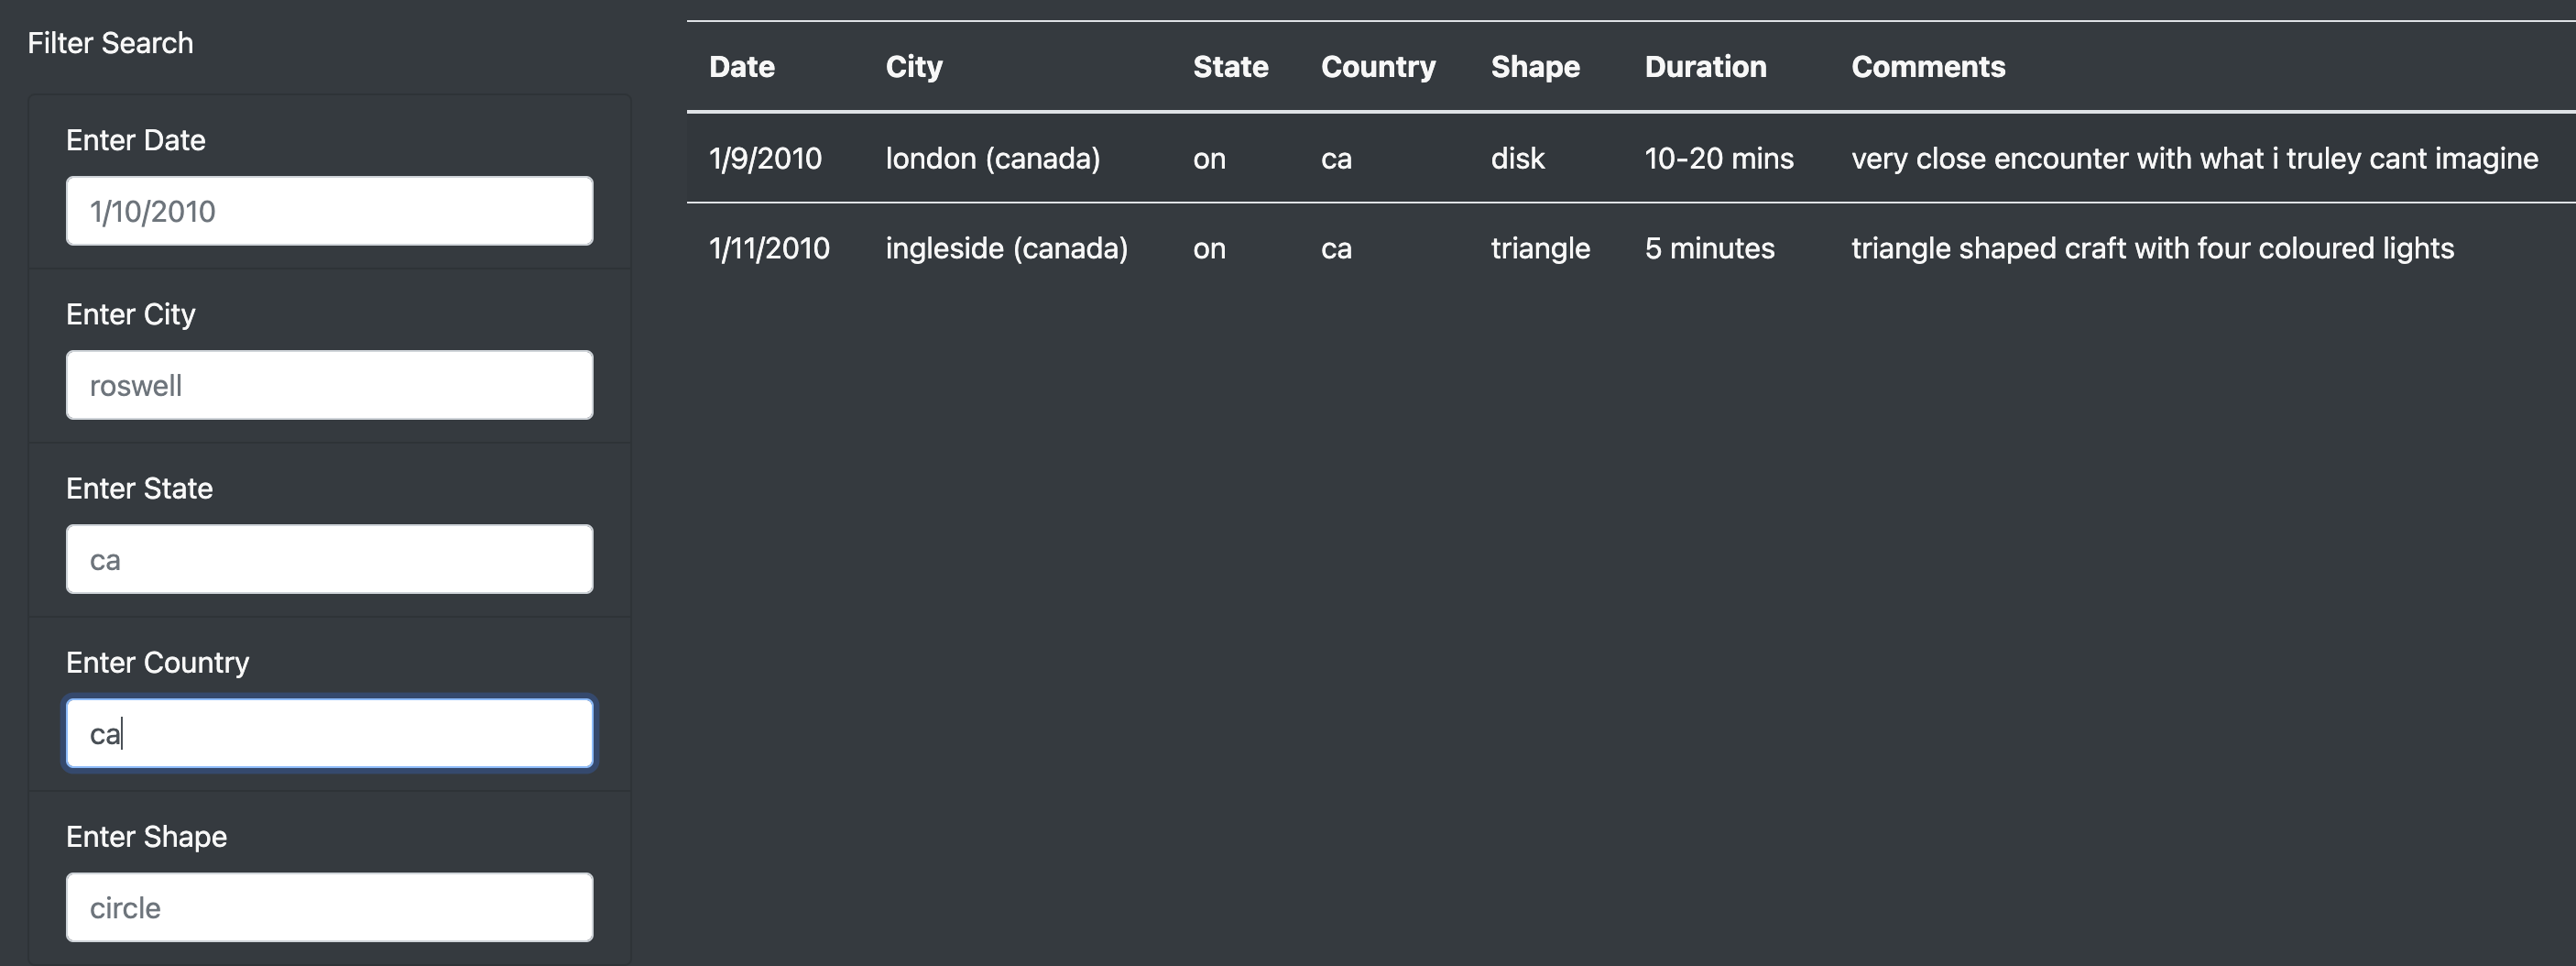 Filter Search
Enter Date
1/10/2010
Enter City
roswell
Enter State
ca
Enter Country
ca
Enter Shape
circle
Date City State Country Shape Duration Comments
1/9/2010 london (canada) on ca disk 10-20 mins very close encounter with what i truley cant imagine
1/11/2010 ingleside (canada) on ca triangle 5 minutes triangle shaped craft with four coloured lights